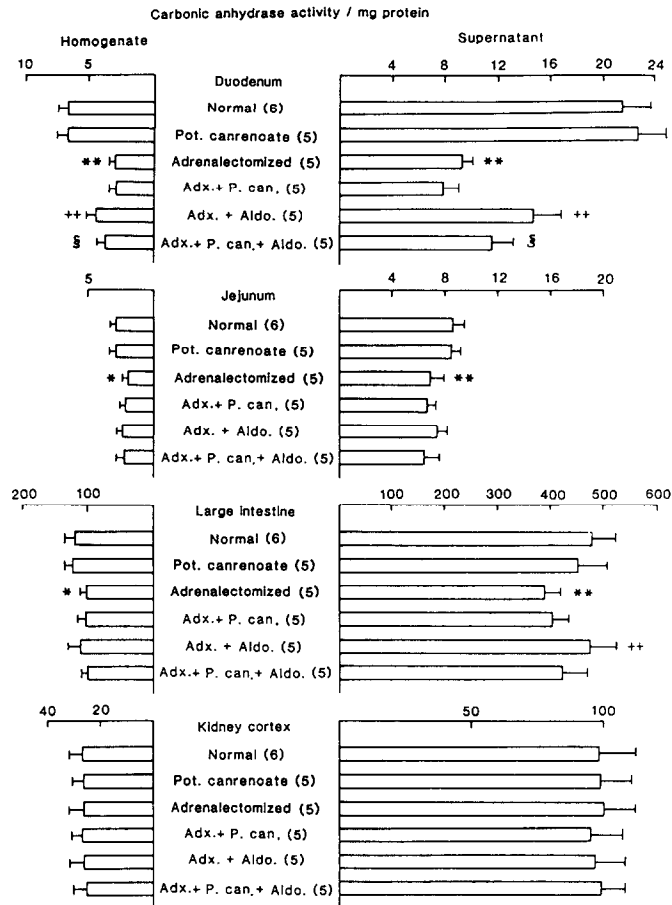 Carbonic anhydrase activity / mg protein
Homogenate Supernatant
10 5 4 8 12 16 20 24
Duodenum
Normal (6)
Pot. canrenoate (5)
** Adrenalectomized (5) **
Adx.+ P. can. (5)
++ Adx. + Aldo. (5) ++
§ Adx.+ P. can.+ Aldo. (5) §
5 4 8 12 16 20
Jejunum
Normal (6)
Pot. canrenoate (5)
* Adrenalectomized (5) **
Adx.+ P. can. (5)
Adx. + Aldo. (5)
Adx.+ P. can.+ Aldo. (5)
200 100 100 200 300 400 500 600
Large intestine
Normal (6)
Pot. canrenoate (5)
* Adrenalectomized (5) **
Adx.+ P. can. (5)
Adx. + Aldo. (5) ++
Adx.+ P. can.+ Aldo. (5)
40 20 50 100
Kidney cortex
Normal (6)
Pot. canrenoate (5)
Adrenalectomized (5)
Adx.+ P. can. (5)
Adx. + Aldo. (5)
Adx.+ P. can.+ Aldo. (5)